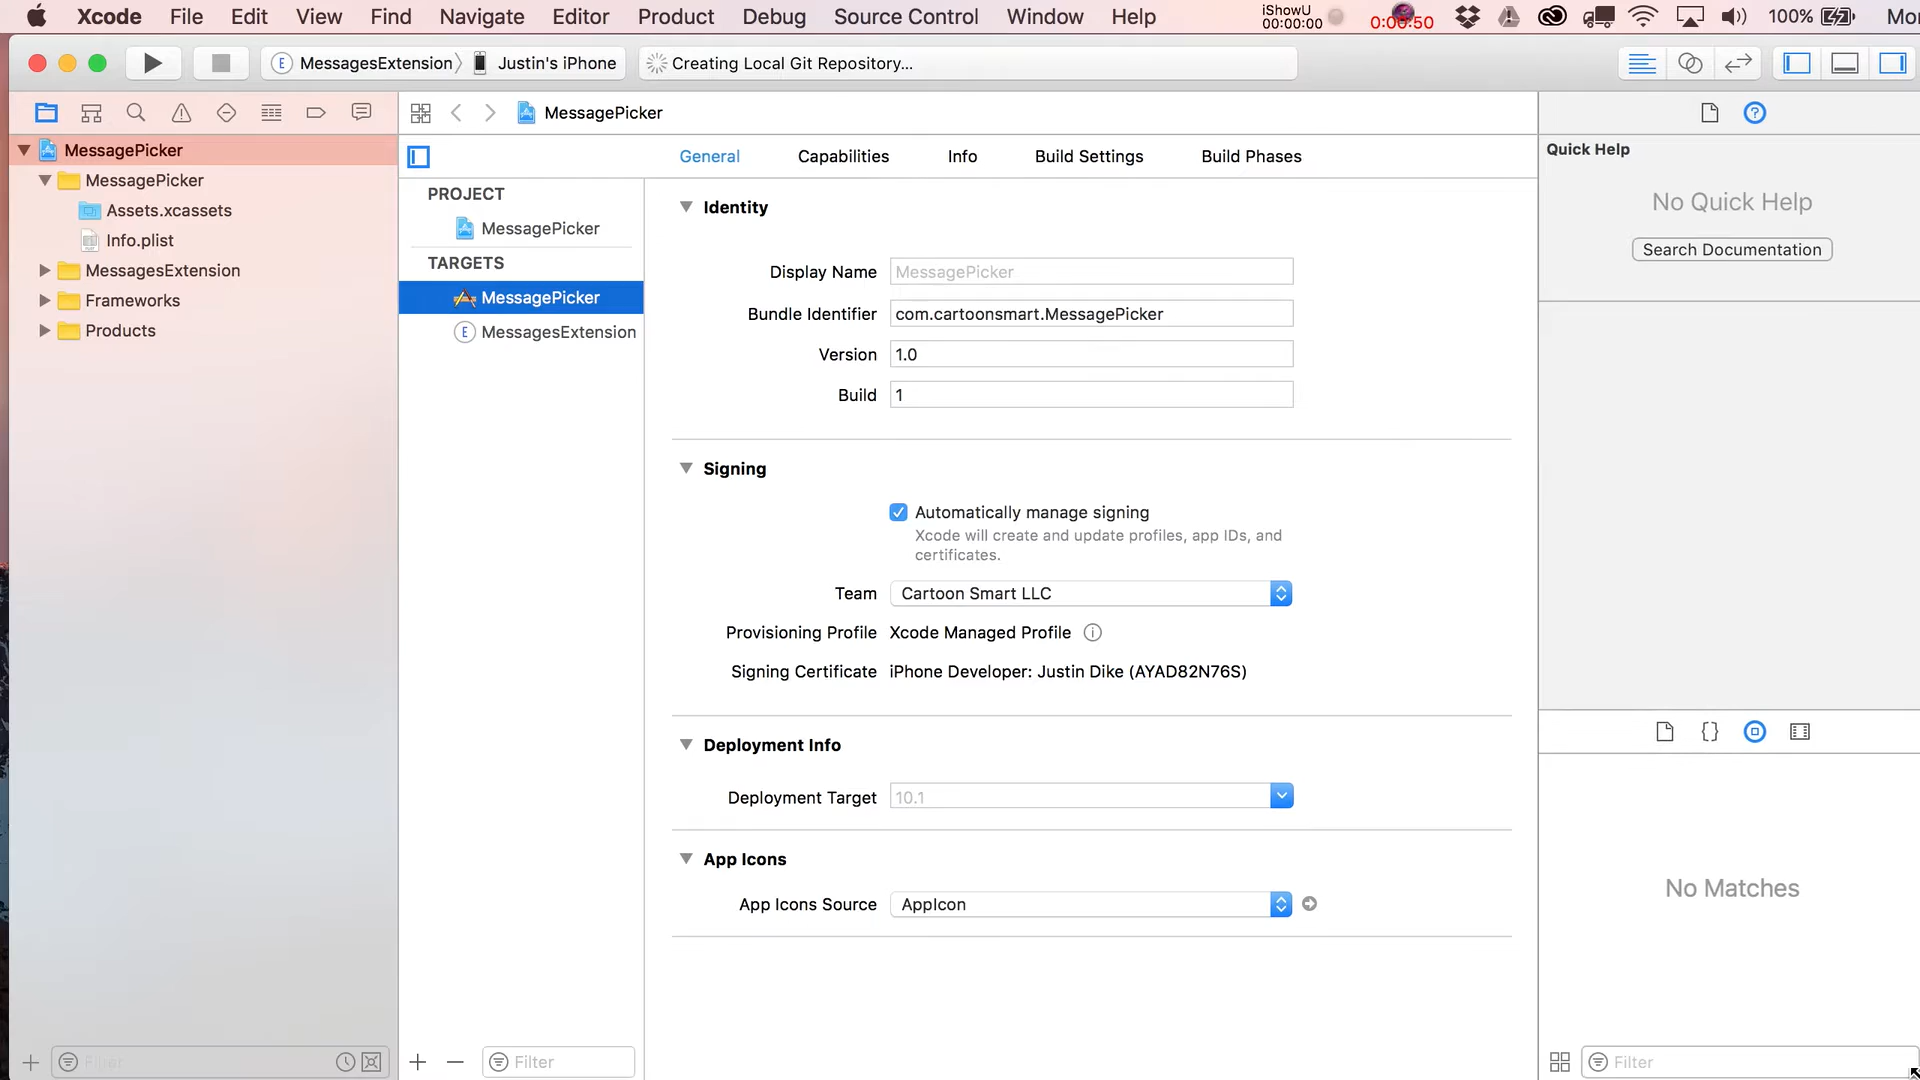 Xcode File Edit View Find Navigate Editor Product Debug Source Control Window Help iShowU 00:00:00 0:00:50 100% Mo
MessagesExtension Justin's iPhone Creating Local Git Repository...
MessagePicker
MessagePicker
MessagePicker
Assets.xcassets
Info.plist
MessagesExtension
Frameworks
Products
Filter
General Capabilities Info Build Settings Build Phases
PROJECT
MessagePicker
TARGETS
MessagePicker
E MessagesExtension
Filter
Identity
Display Name MessagePicker
Bundle Identifier com.cartoonsmart.MessagePicker
Version 1.0
Build 1
Signing
Automatically manage signing
Xcode will create and update profiles, app IDs, and
certificates.
Team Cartoon Smart LLC
Provisioning Profile Xcode Managed Profile
Signing Certificate iPhone Developer: Justin Dike (AYAD82N76S)
Deployment Info
Deployment Target 10.1
App Icons
App Icons Source AppIcon
Quick Help
No Quick Help
Search Documentation
No Matches
Filter